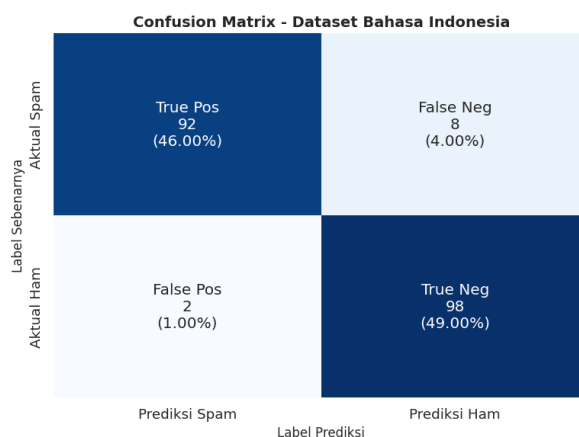 Confusion Matrix - Dataset Bahasa Indonesia
Label Sebenarnya
Aktual Spam
True Pos
92
(46.00%)
False Neg
8
(4.00%)
Aktual Ham
False Pos
2
(1.00%)
True Neg
98
(49.00%)
Prediksi Spam
Prediksi Ham
Label Prediksi